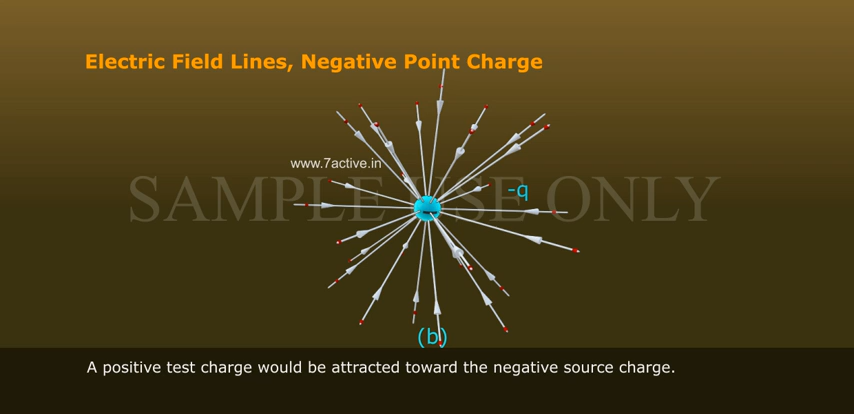 Electric Field Lines, Negative Point Charge
www.7active.in
SAMPLE USE ONLY
-q
(b)
A positive test charge would be attracted toward the negative source charge.